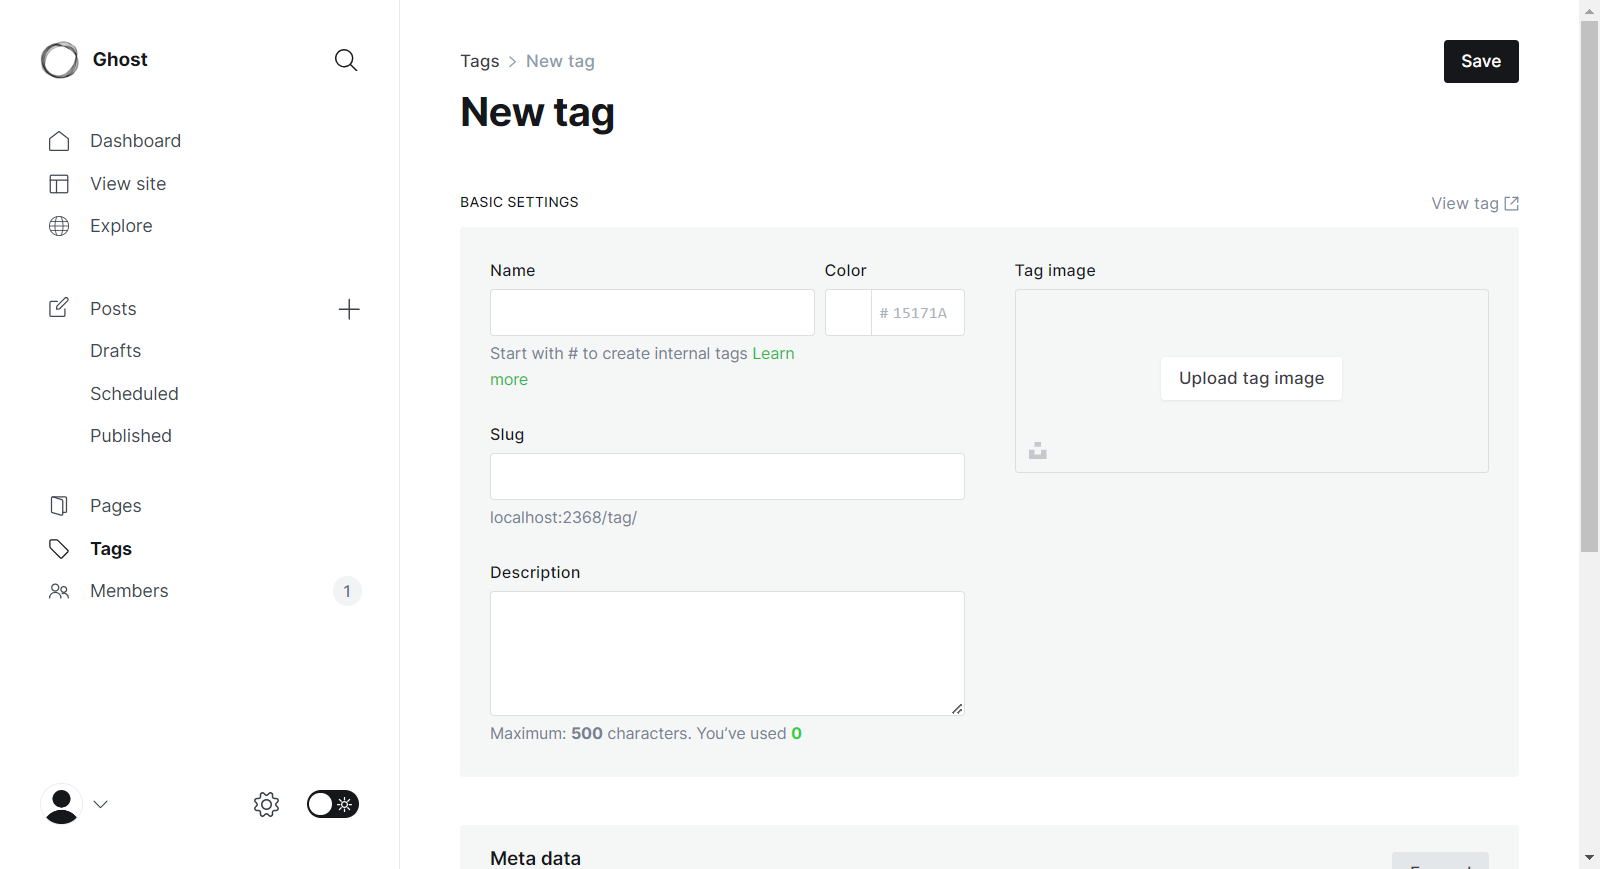 Ghost
Dashboard
View site
Explore
Posts
Drafts
Scheduled
Published
Pages
Tags
Members 1
Tags > New tag
Save
New tag
BASIC SETTINGS
View tag
Name
Color
# 15171A
Start with # to create internal tags Learn
more
Slug
localhost:2368/tag/
Description
Maximum: 500 characters. You’ve used 0
Tag image
Upload tag image
Meta data